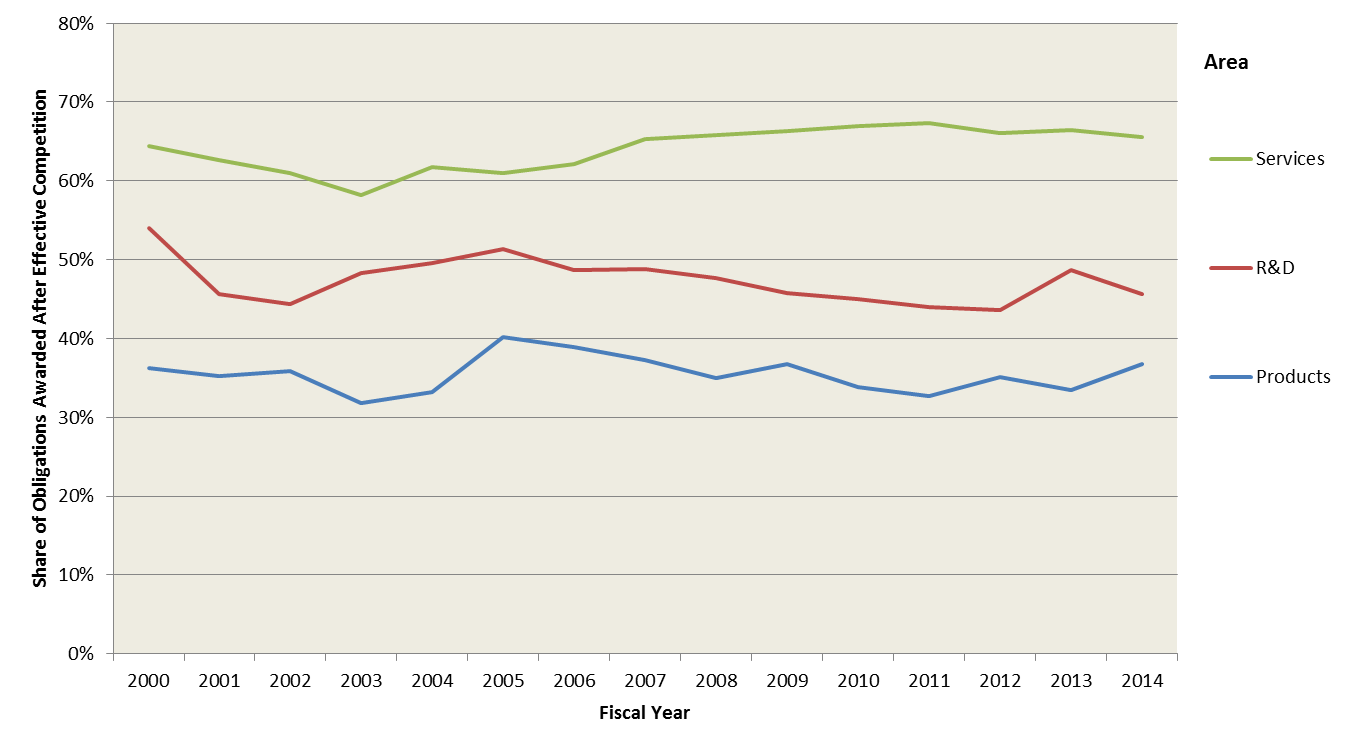 80%
70%
60%
50%
40%
30%
20%
10%
0%
Share of Obligations Awarded After Effective Competition
2000 2001 2002 2003 2004 2005 2006 2007 2008 2009 2010 2011 2012 2013 2014
Fiscal Year
Area
Services
R&D
Products